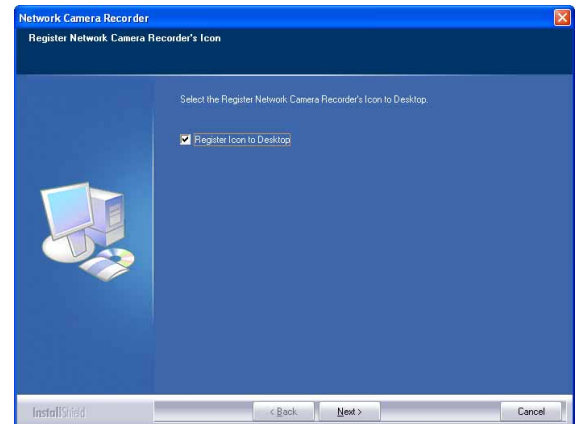 Network Camera Recorder
Register Network Camera Recorder's Icon
Select the Register Network Camera Recorder's Icon to Desktop.
Register Icon to Desktop
InstallShield
< Back
Next >
Cancel